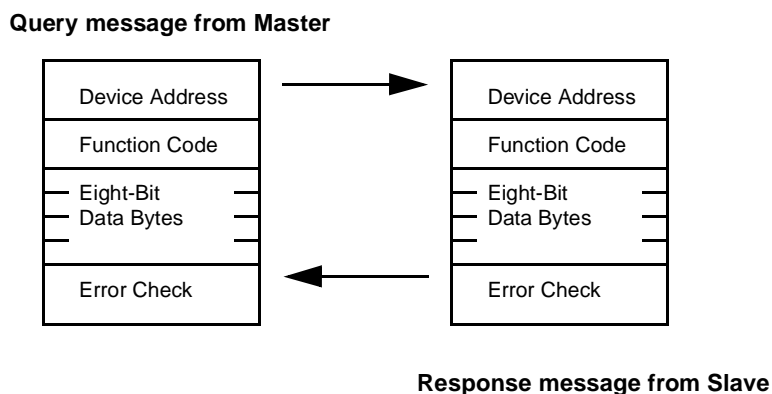 Query message from Master
Device Address
Function Code
Eight-Bit
Data Bytes
Error Check
Device Address
Function Code
Eight-Bit
Data Bytes
Error Check
Response message from Slave